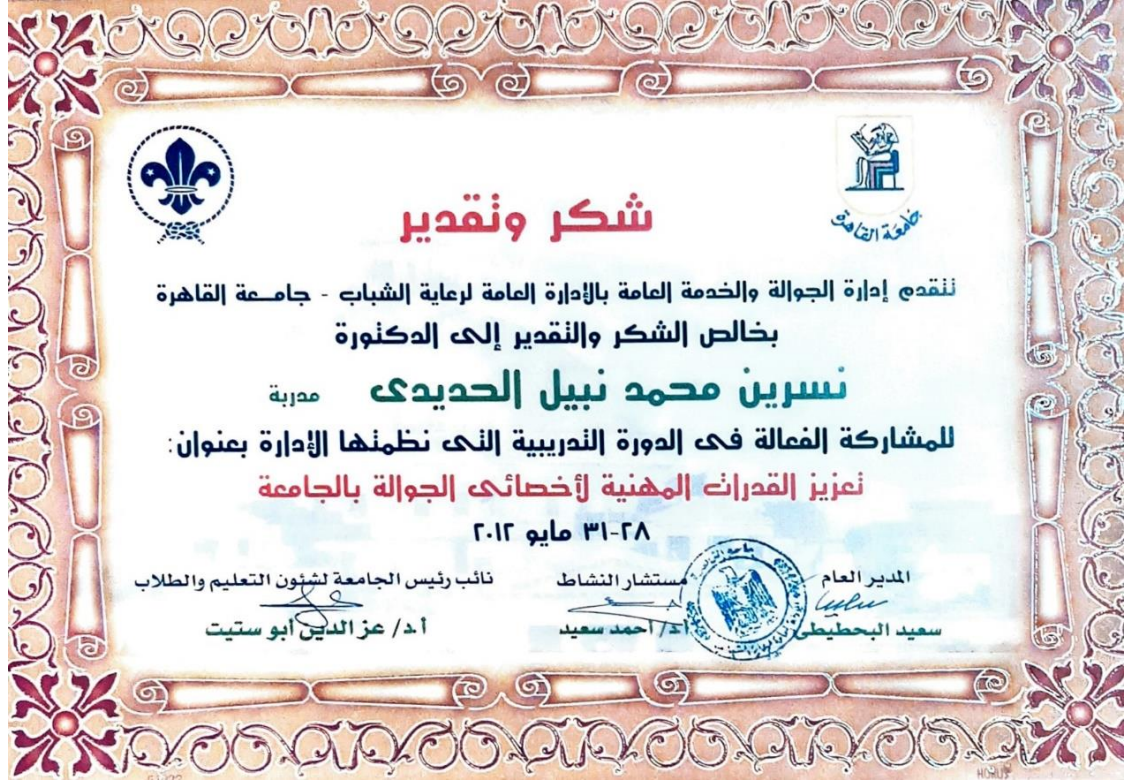 جامعة القاهرة
شكر وتقدير
تتقدم إدارة الجوالة والخدمة العامة بالإدارة العامة لرعاية الشباب - جامعة القاهرة
بخالص الشكر والتقدير إلى الدكتورة
نسرين محمد نبيل الحديدى مدربة
للمشاركة الفعالة فى الدورة التدريبية التى نظمتها الإدارة بعنوان:
تعزيز القدرات المهنية لأخصائى الجوالة بالجامعة
٢٨-٣١ مايو ٢٠١٢
المدير العام مستشار النشاط نائب رئيس الجامعة لشئون التعليم والطلاب
سعيد البحطيطى أ.د/ أحمد سعيد أ.د/ عز الدين أبو ستيت
HORUS